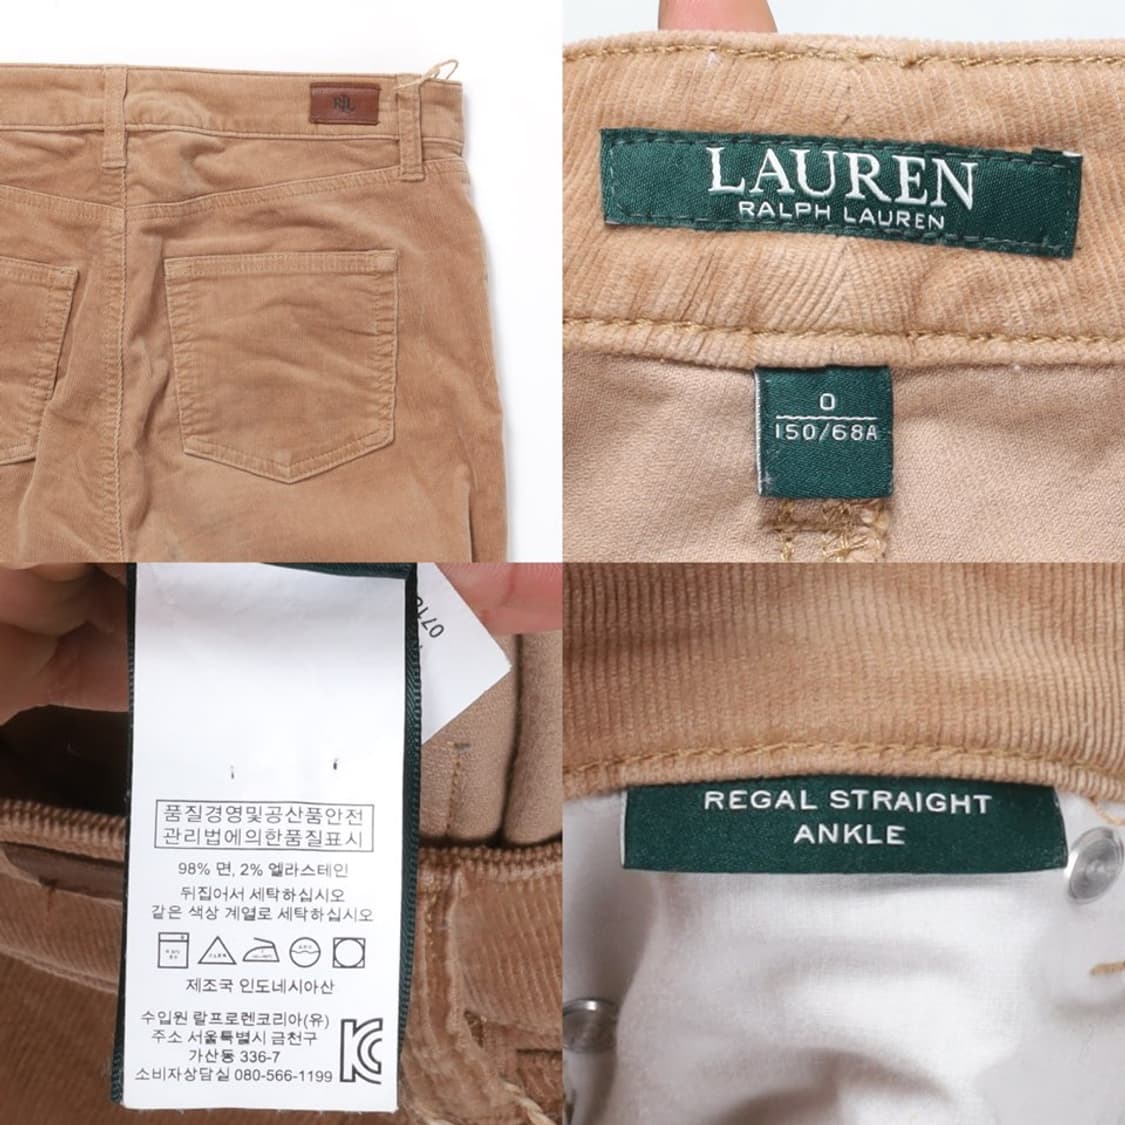 RLL
LAUREN
RALPH LAUREN
0
150/68A
071
품질경영및공산품안전
관리법에의한품질표시
98% 면, 2% 엘라스테인
뒤집어서 세탁하십시오
같은 색상 계열로 세탁하십시오
제조국 인도네시아산
수입원 랄프로렌코리아(유)
주소 서울특별시 금천구
가산동 336-7
소비자상담실 080-566-1199
REGAL STRAIGHT
ANKLE